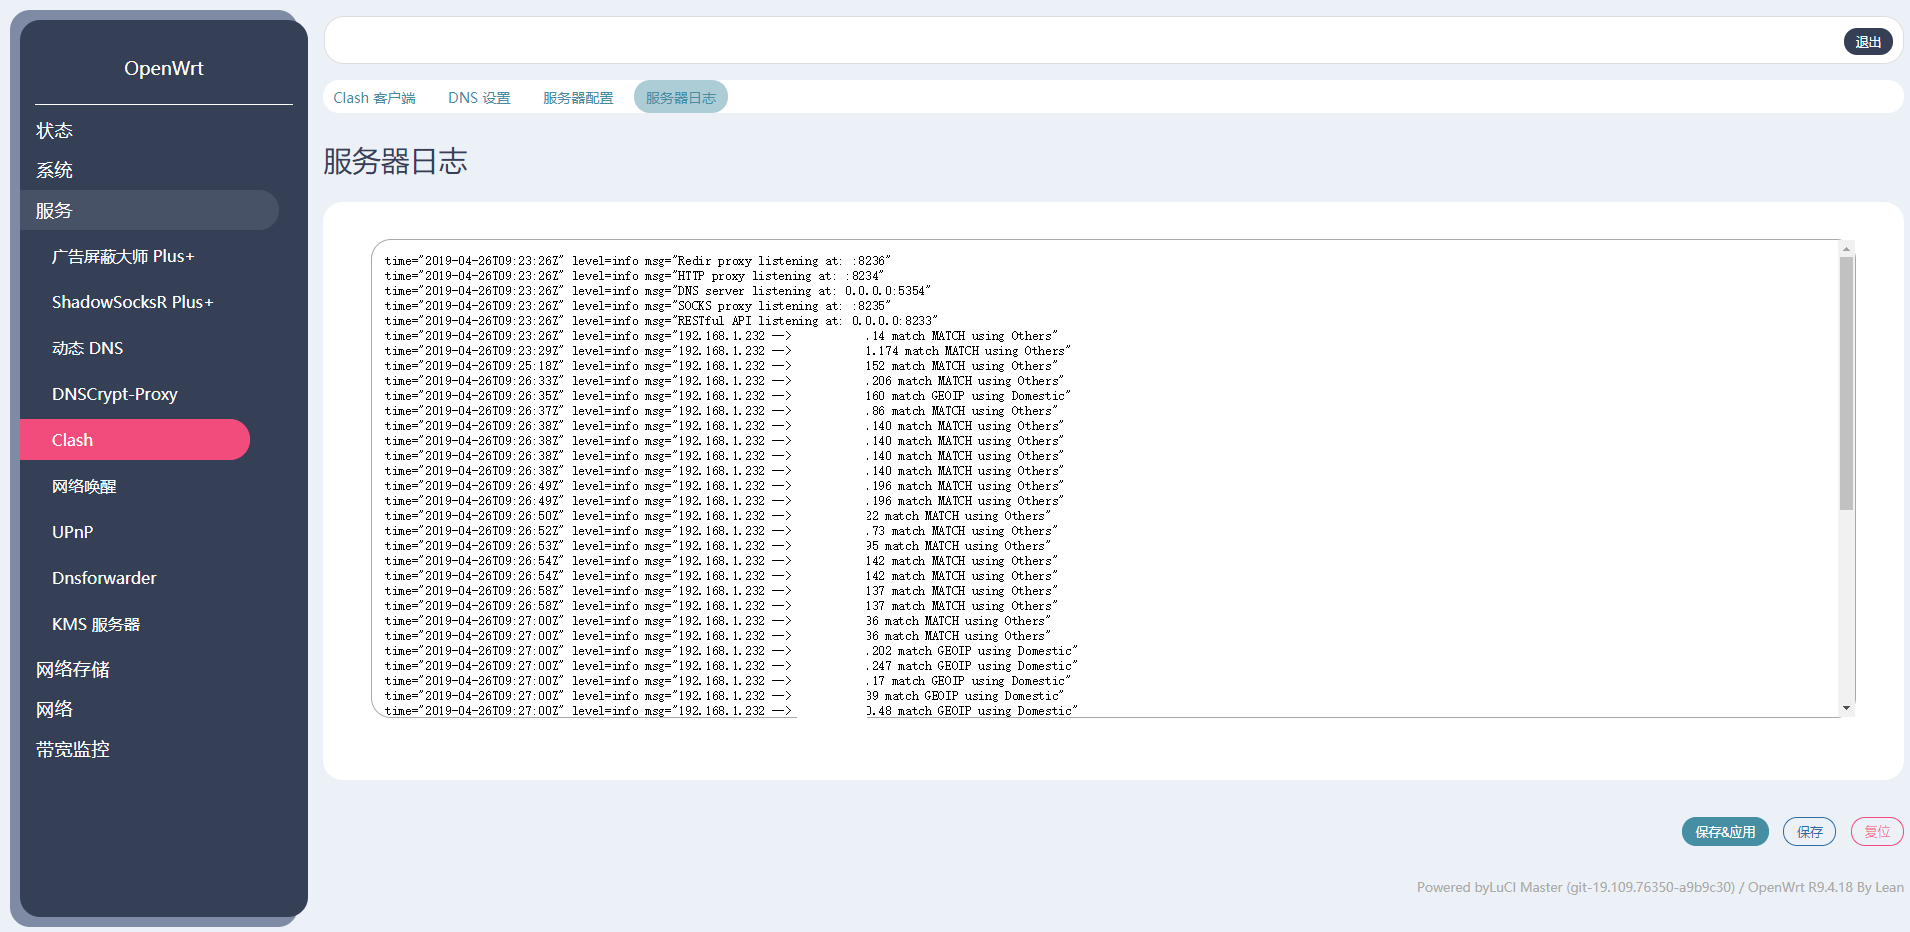 OpenWrt
状态
系统
服务
广告屏蔽大师 Plus+
ShadowSocksR Plus+
动态 DNS
DNSCrypt-Proxy
Clash
网络唤醒
UPnP
Dnsforwarder
KMS 服务器
网络存储
网络
带宽监控
退出
Clash 客户端 DNS 设置 服务器配置 服务器日志
服务器日志
time="2019-04-26T09:23:26Z" level=info msg="Redir proxy listening at: :8236"
time="2019-04-26T09:23:26Z" level=info msg="HTTP proxy listening at: :8234"
time="2019-04-26T09:23:26Z" level=info msg="DNS server listening at: 0.0.0.0:5354"
time="2019-04-26T09:23:26Z" level=info msg="SOCKS proxy listening at: :8235"
time="2019-04-26T09:23:26Z" level=info msg="RESTful API listening at: 0.0.0.0:8233"
time="2019-04-26T09:23:26Z" level=info msg="192.168.1.232 --> .14 match MATCH using Others"
time="2019-04-26T09:23:29Z" level=info msg="192.168.1.232 --> 1.174 match MATCH using Others"
time="2019-04-26T09:25:18Z" level=info msg="192.168.1.232 --> 152 match MATCH using Others"
time="2019-04-26T09:26:33Z" level=info msg="192.168.1.232 --> .206 match MATCH using Others"
time="2019-04-26T09:26:35Z" level=info msg="192.168.1.232 --> 160 match GEOIP using Domestic"
time="2019-04-26T09:26:37Z" level=info msg="192.168.1.232 --> .86 match MATCH using Others"
time="2019-04-26T09:26:38Z" level=info msg="192.168.1.232 --> .140 match MATCH using Others"
time="2019-04-26T09:26:38Z" level=info msg="192.168.1.232 --> .140 match MATCH using Others"
time="2019-04-26T09:26:38Z" level=info msg="192.168.1.232 --> .140 match MATCH using Others"
time="2019-04-26T09:26:38Z" level=info msg="192.168.1.232 --> .140 match MATCH using Others"
time="2019-04-26T09:26:49Z" level=info msg="192.168.1.232 --> .196 match MATCH using Others"
time="2019-04-26T09:26:49Z" level=info msg="192.168.1.232 --> .196 match MATCH using Others"
time="2019-04-26T09:26:50Z" level=info msg="192.168.1.232 --> 22 match MATCH using Others"
time="2019-04-26T09:26:52Z" level=info msg="192.168.1.232 --> .73 match MATCH using Others"
time="2019-04-26T09:26:53Z" level=info msg="192.168.1.232 --> 95 match MATCH using Others"
time="2019-04-26T09:26:54Z" level=info msg="192.168.1.232 --> 142 match MATCH using Others"
time="2019-04-26T09:26:54Z" level=info msg="192.168.1.232 --> 142 match MATCH using Others"
time="2019-04-26T09:26:58Z" level=info msg="192.168.1.232 --> 137 match MATCH using Others"
time="2019-04-26T09:26:58Z" level=info msg="192.168.1.232 --> 137 match MATCH using Others"
time="2019-04-26T09:27:00Z" level=info msg="192.168.1.232 --> 36 match MATCH using Others"
time="2019-04-26T09:27:00Z" level=info msg="192.168.1.232 --> 36 match MATCH using Others"
time="2019-04-26T09:27:00Z" level=info msg="192.168.1.232 --> .202 match GEOIP using Domestic"
time="2019-04-26T09:27:00Z" level=info msg="192.168.1.232 --> .247 match GEOIP using Domestic"
time="2019-04-26T09:27:00Z" level=info msg="192.168.1.232 --> .17 match GEOIP using Domestic"
time="2019-04-26T09:27:00Z" level=info msg="192.168.1.232 --> 39 match GEOIP using Domestic"
time="2019-04-26T09:27:00Z" level=info msg="192.168.1.232 --> 0.48 match GEOIP using Domestic"
保存&应用 保存 复位
Powered byLuCI Master (git-19.109.76350-a9b9c30) / OpenWrt R9.4.18 By Lean